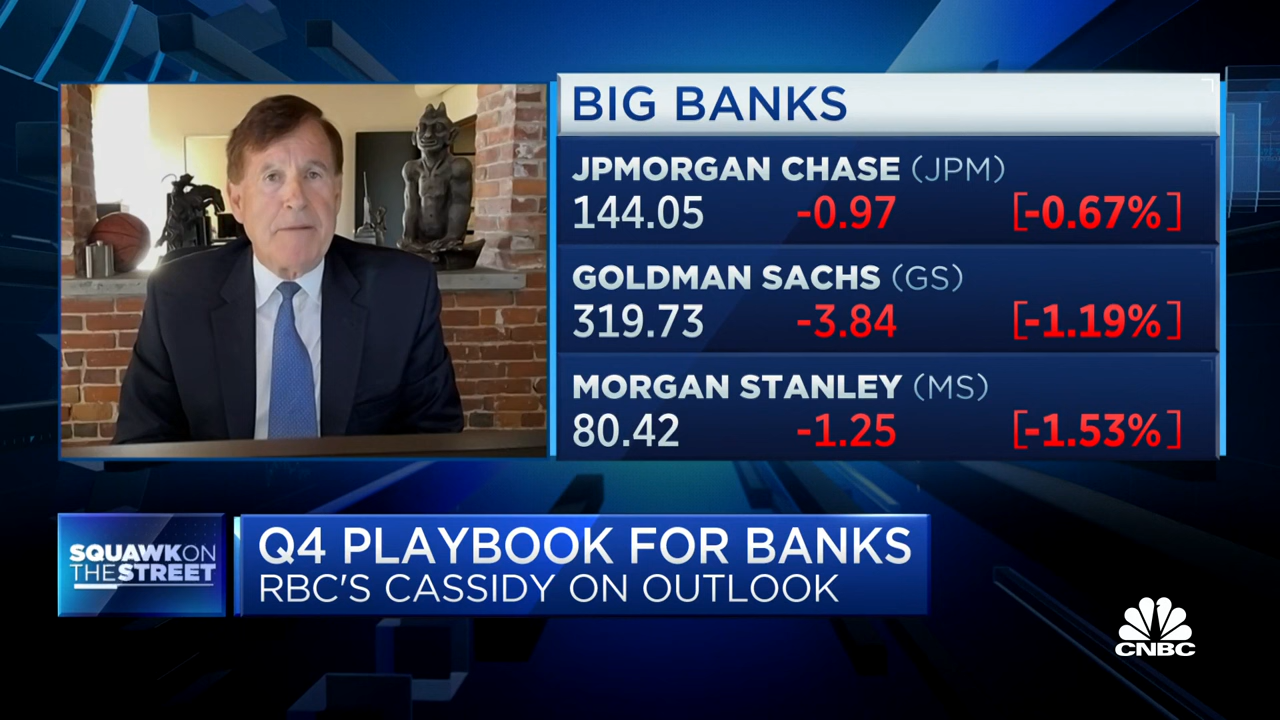 BIG BANKS
JPMORGAN CHASE (JPM)
144.05 -0.97 [-0.67%]
GOLDMAN SACHS (GS)
319.73 -3.84 [-1.19%]
MORGAN STANLEY (MS)
80.42 -1.25 [-1.53%]
SQUAWK ON
THE STREET
Q4 PLAYBOOK FOR BANKS
RBC'S CASSIDY ON OUTLOOK
CNBC